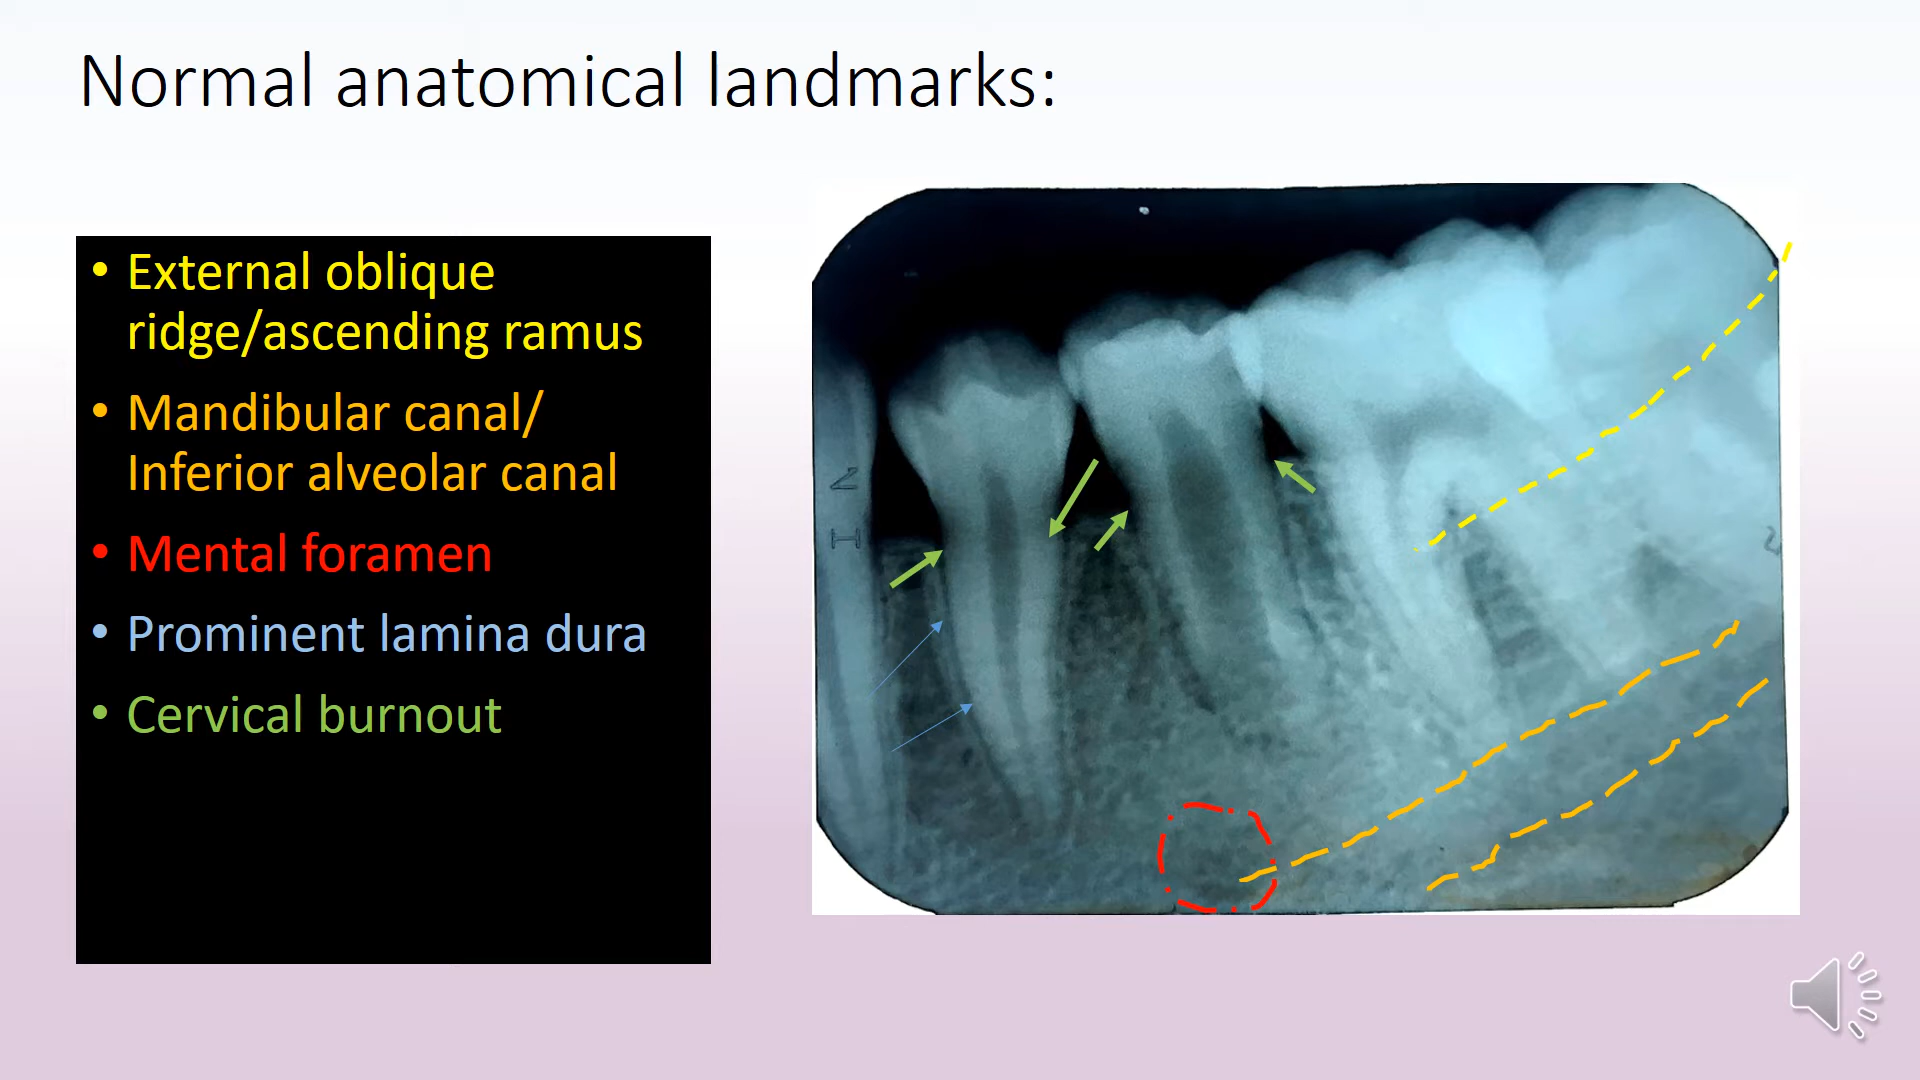 Normal anatomical landmarks:
• External oblique
ridge/ascending ramus
• Mandibular canal/
Inferior alveolar canal
• Mental foramen
• Prominent lamina dura
• Cervical burnout